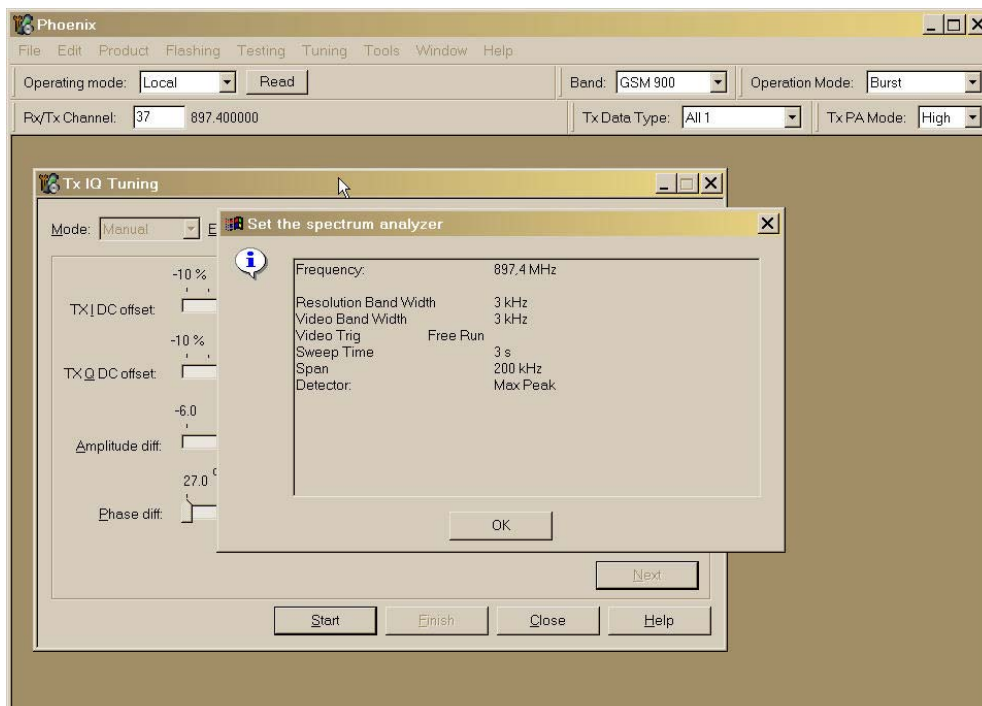 Phoenix
File Edit Product Flashing Testing Tuning Tools Window Help
Operating mode: Local Read Band: GSM 900 Operation Mode: Burst
Rx/Tx Channel: 37 897.400000 Tx Data Type: All 1 Tx PA Mode: High
Tx IQ Tuning
Mode: Manual E
Set the spectrum analyzer
-10 %
TX I DC offset:
-10 %
TX Q DC offset:
-6.0
Amplitude diff:
27.0 °
Phase diff:
Frequency: 897,4 MHz
Resolution Band Width 3 kHz
Video Band Width 3 kHz
Video Trig Free Run
Sweep Time 3 s
Span 200 kHz
Detector: Max Peak
OK
Next
Start Finish Close Help